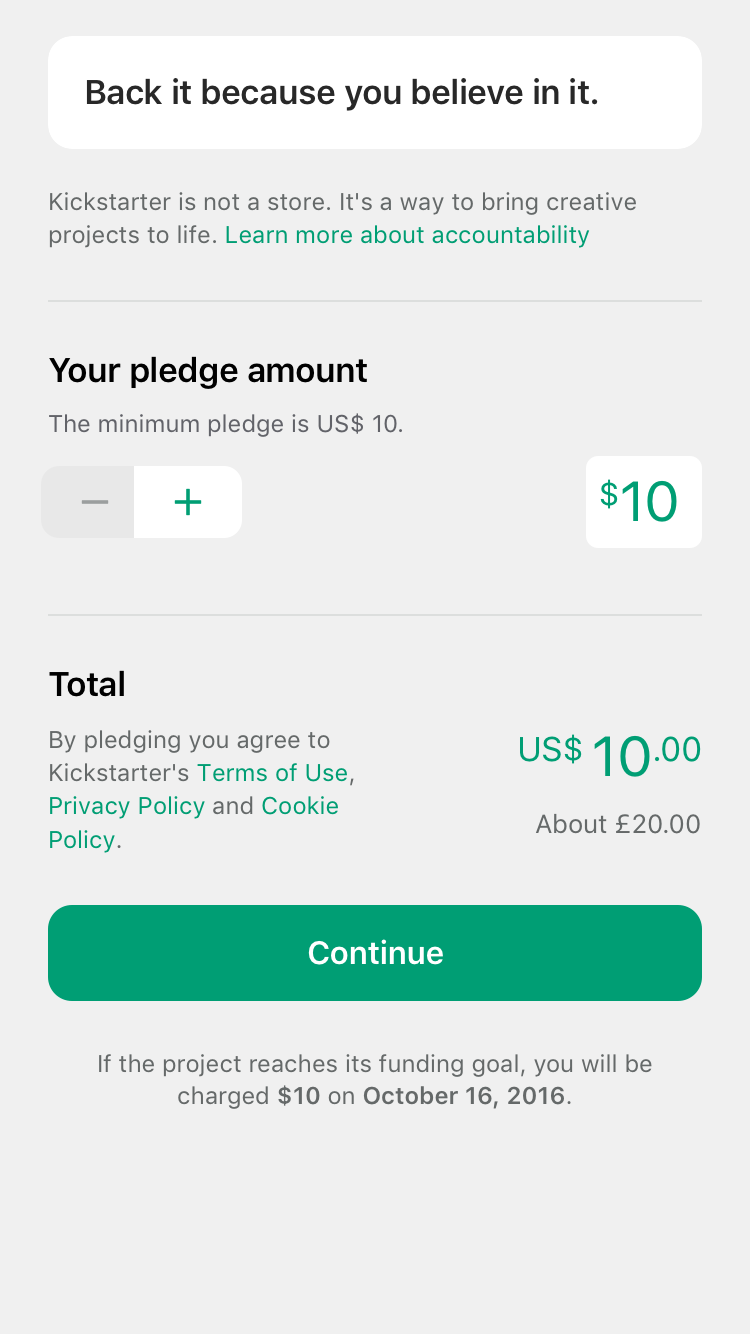 Back it because you believe in it.
Kickstarter is not a store. It's a way to bring creative
projects to life. Learn more about accountability
Your pledge amount
The minimum pledge is US$ 10.
− +
$10
Total
By pledging you agree to
Kickstarter's Terms of Use,
Privacy Policy and Cookie
Policy.
US$ 10.00
About £20.00
Continue
If the project reaches its funding goal, you will be
charged $10 on October 16, 2016.